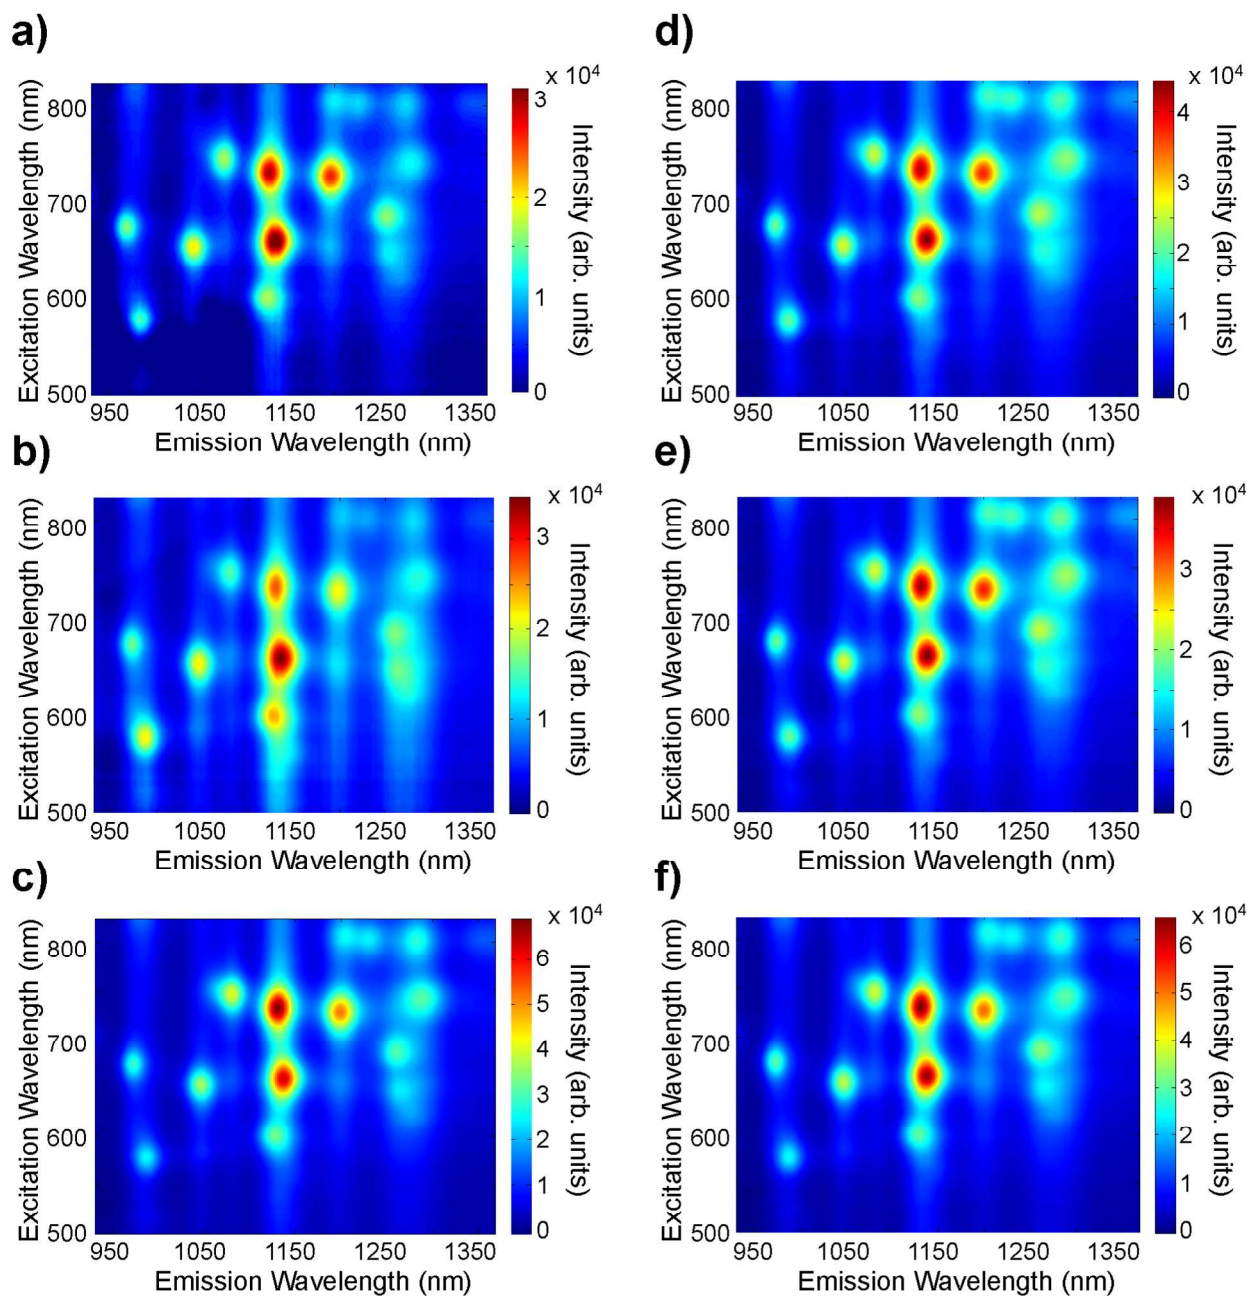 a)
x 10⁴
Excitation Wavelength (nm)
800
700
600
500
950 1050 1150 1250 1350
Emission Wavelength (nm)
3
2
1
0
Intensity (arb. units)
d)
x 10⁴
Excitation Wavelength (nm)
800
700
600
500
950 1050 1150 1250 1350
Emission Wavelength (nm)
4
3
2
1
0
Intensity (arb. units)
b)
x 10⁴
Excitation Wavelength (nm)
800
700
600
500
950 1050 1150 1250 1350
Emission Wavelength (nm)
3
2
1
0
Intensity (arb. units)
e)
x 10⁴
Excitation Wavelength (nm)
800
700
600
500
950 1050 1150 1250 1350
Emission Wavelength (nm)
3
2
1
0
Intensity (arb. units)
c)
x 10⁴
Excitation Wavelength (nm)
800
700
600
500
950 1050 1150 1250 1350
Emission Wavelength (nm)
6
5
4
3
2
1
0
Intensity (arb. units)
f)
x 10⁴
Excitation Wavelength (nm)
800
700
600
500
950 1050 1150 1250 1350
Emission Wavelength (nm)
6
5
4
3
2
1
0
Intensity (arb. units)